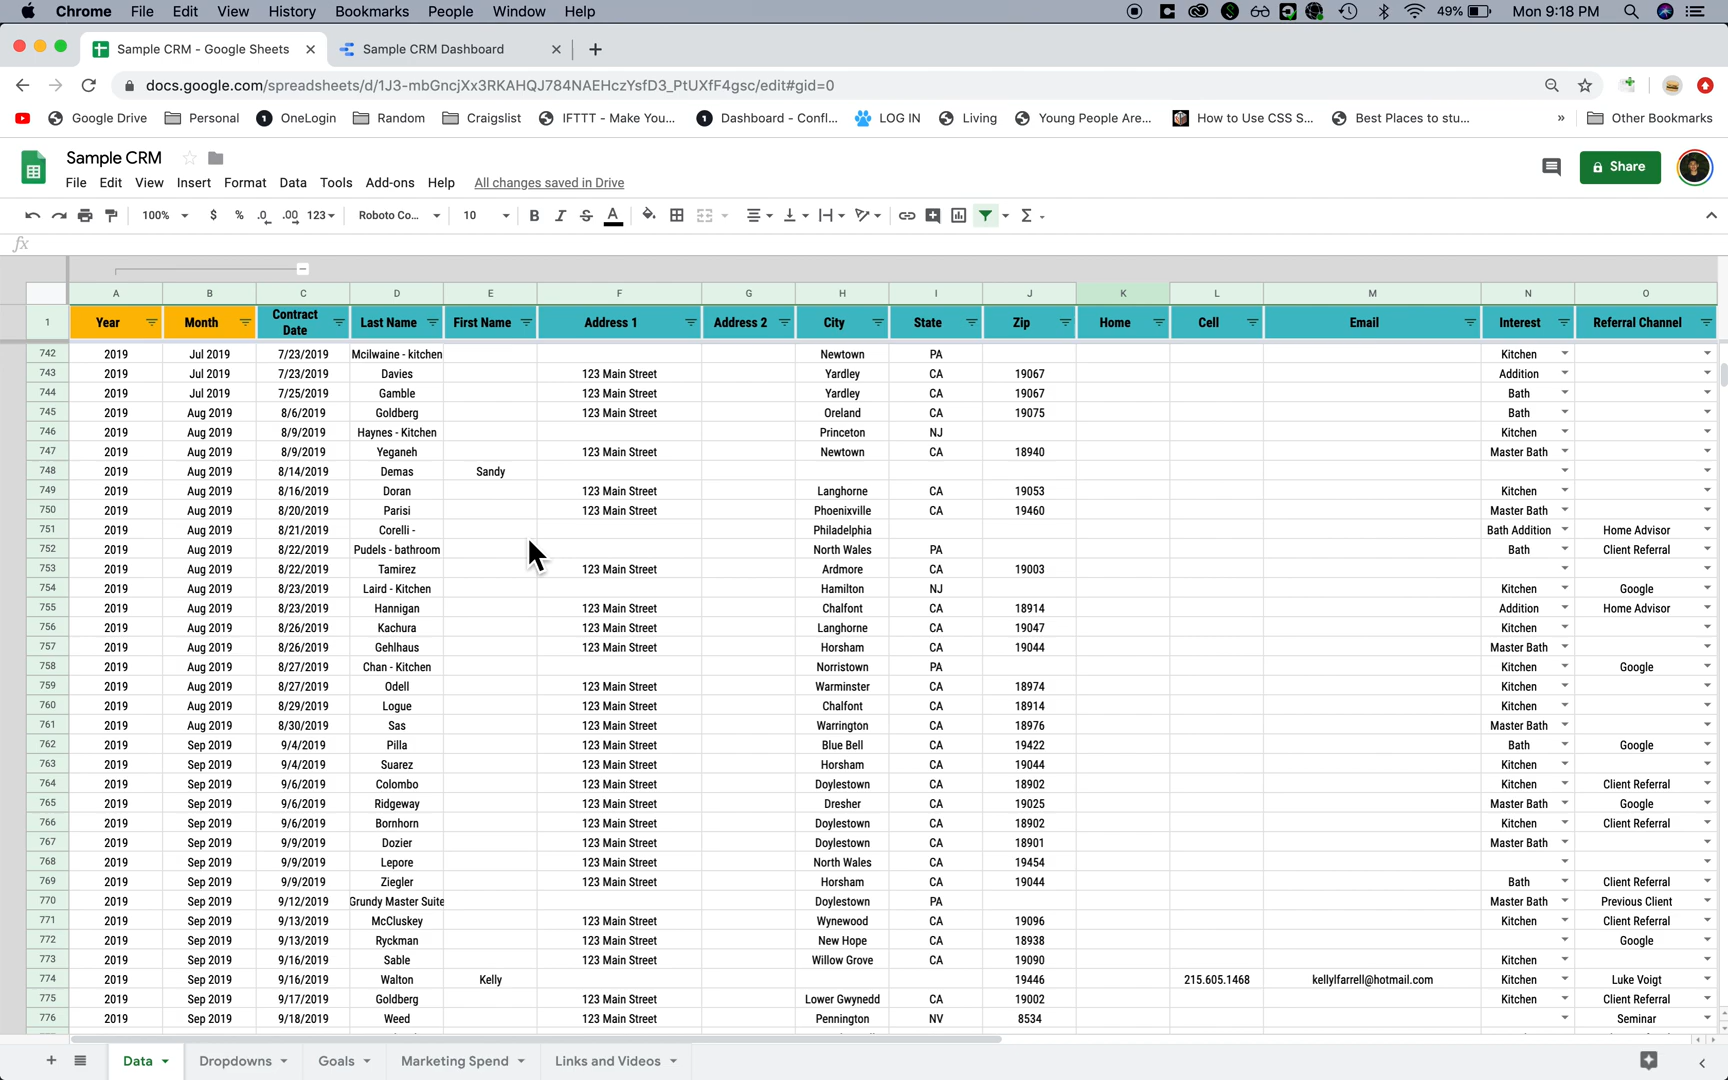 Chrome File Edit View History Bookmarks People Window Help 49% Mon 9:18 PM
Sample CRM - Google Sheets Sample CRM Dashboard
docs.google.com/spreadsheets/d/1J3-mbGncjXx3RKAHQJ784NAEHczYsfD3_PtUXfF4gsc/edit#gid=0
Google Drive Personal OneLogin Random Craigslist IFTTT - Make You... Dashboard - Confl... LOG IN Living Young People Are... How to Use CSS S... Best Places to stu... » Other Bookmarks
Sample CRM
Share
File Edit View Insert Format Data Tools Add-ons Help All changes saved in Drive
100% $ % .0 .00 123 Roboto Co... 10 B I S A Σ
fx
A B C D E F G H I J K L M N O
1 Year Month Contract Date Last Name First Name Address 1 Address 2 City State Zip Home Cell Email Interest Referral Channel
742 2019 Jul 2019 7/23/2019 Mcilwaine - kitchen Newtown PA Kitchen
743 2019 Jul 2019 7/23/2019 Davies 123 Main Street Yardley CA 19067 Addition
744 2019 Jul 2019 7/25/2019 Gamble 123 Main Street Yardley CA 19067 Bath
745 2019 Aug 2019 8/6/2019 Goldberg 123 Main Street Oreland CA 19075 Bath
746 2019 Aug 2019 8/9/2019 Haynes - Kitchen Princeton NJ Kitchen
747 2019 Aug 2019 8/9/2019 Yeganeh 123 Main Street Newtown CA 18940 Master Bath
748 2019 Aug 2019 8/14/2019 Demas Sandy
749 2019 Aug 2019 8/16/2019 Doran 123 Main Street Langhorne CA 19053 Kitchen
750 2019 Aug 2019 8/20/2019 Parisi 123 Main Street Phoenixville CA 19460 Master Bath
751 2019 Aug 2019 8/21/2019 Corelli - Philadelphia Bath Addition Home Advisor
752 2019 Aug 2019 8/22/2019 Pudels - bathroom North Wales PA Bath Client Referral
753 2019 Aug 2019 8/22/2019 Tamirez 123 Main Street Ardmore CA 19003
754 2019 Aug 2019 8/23/2019 Laird - Kitchen Hamilton NJ Kitchen Google
755 2019 Aug 2019 8/23/2019 Hannigan 123 Main Street Chalfont CA 18914 Addition Home Advisor
756 2019 Aug 2019 8/26/2019 Kachura 123 Main Street Langhorne CA 19047 Kitchen
757 2019 Aug 2019 8/26/2019 Gehlhaus 123 Main Street Horsham CA 19044 Master Bath
758 2019 Aug 2019 8/27/2019 Chan - Kitchen Norristown PA Kitchen Google
759 2019 Aug 2019 8/27/2019 Odell 123 Main Street Warminster CA 18974 Kitchen
760 2019 Aug 2019 8/29/2019 Logue 123 Main Street Chalfont CA 18914 Kitchen
761 2019 Aug 2019 8/30/2019 Sas 123 Main Street Warrington CA 18976 Master Bath
762 2019 Sep 2019 9/4/2019 Pilla 123 Main Street Blue Bell CA 19422 Bath Google
763 2019 Sep 2019 9/4/2019 Suarez 123 Main Street Horsham CA 19044 Kitchen
764 2019 Sep 2019 9/6/2019 Colombo 123 Main Street Doylestown CA 18902 Kitchen Client Referral
765 2019 Sep 2019 9/6/2019 Ridgeway 123 Main Street Dresher CA 19025 Master Bath Google
766 2019 Sep 2019 9/6/2019 Bornhorn 123 Main Street Doylestown CA 18902 Kitchen Client Referral
767 2019 Sep 2019 9/9/2019 Dozier 123 Main Street Doylestown CA 18901 Master Bath
768 2019 Sep 2019 9/9/2019 Lepore 123 Main Street North Wales CA 19454
769 2019 Sep 2019 9/9/2019 Ziegler 123 Main Street Horsham CA 19044 Bath Client Referral
770 2019 Sep 2019 9/12/2019 Grundy Master Suite Doylestown PA Master Bath Previous Client
771 2019 Sep 2019 9/13/2019 McCluskey 123 Main Street Wynewood CA 19096 Kitchen Client Referral
772 2019 Sep 2019 9/13/2019 Ryckman 123 Main Street New Hope CA 18938 Google
773 2019 Sep 2019 9/16/2019 Sable 123 Main Street Willow Grove CA 19090 Kitchen
774 2019 Sep 2019 9/16/2019 Walton Kelly 19446 215.605.1468 kellylfarrell@hotmail.com Kitchen Luke Voigt
775 2019 Sep 2019 9/17/2019 Goldberg 123 Main Street Lower Gwynedd CA 19002 Kitchen Client Referral
776 2019 Sep 2019 9/18/2019 Weed 123 Main Street Pennington NV 8534 Seminar
Data Dropdowns Goals Marketing Spend Links and Videos